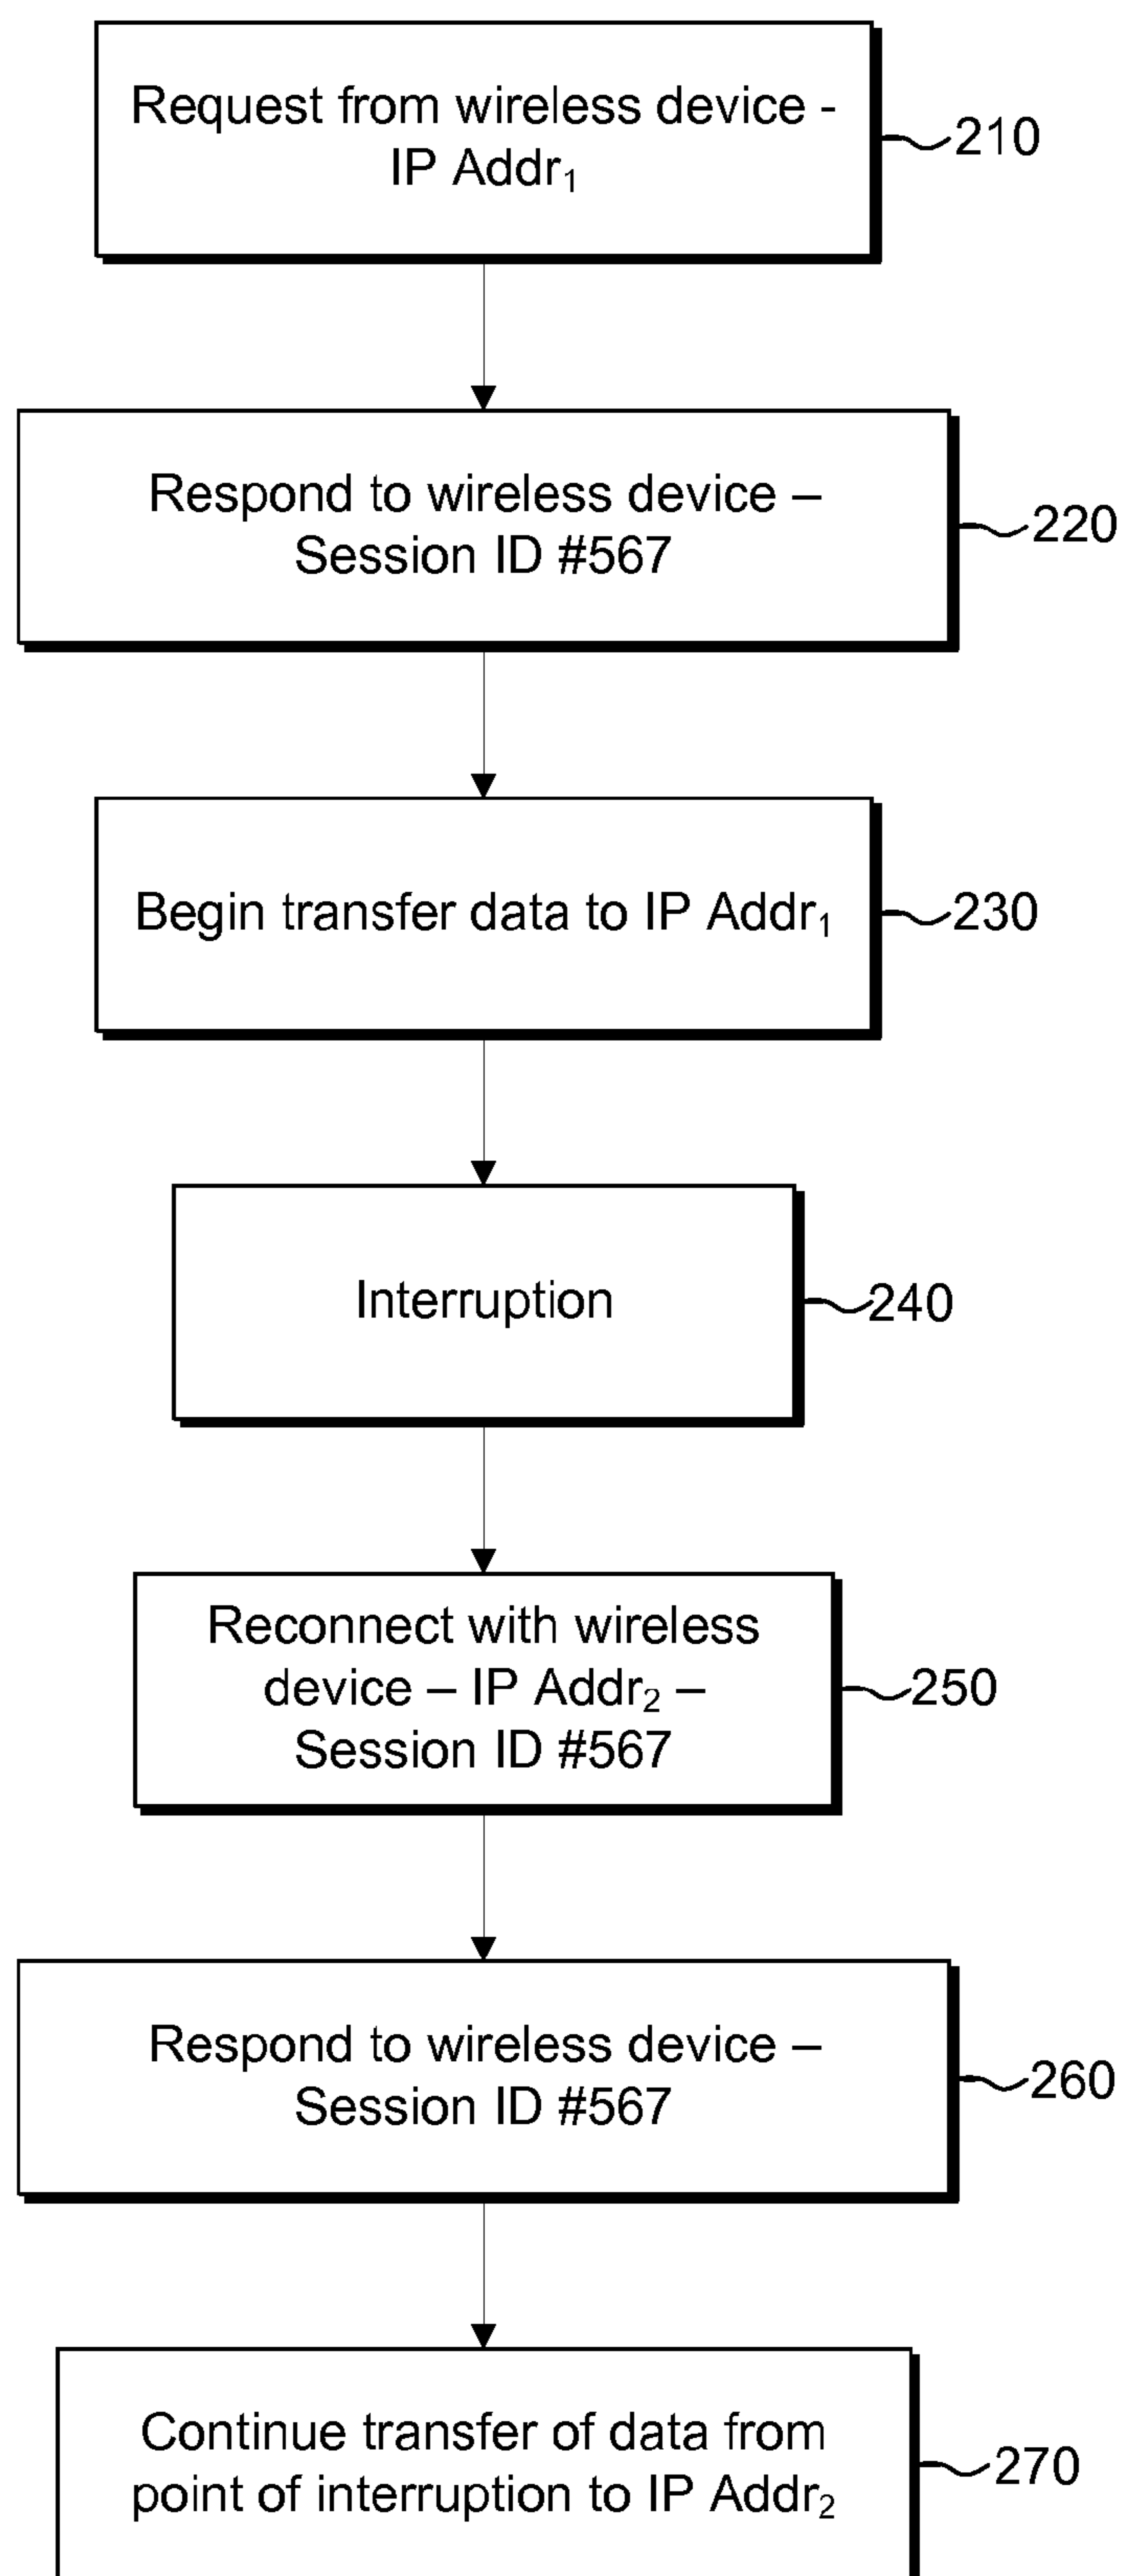 Request from wireless device -
IP Addr₁
210
Respond to wireless device –
Session ID #567
220
Begin transfer data to IP Addr₁
230
Interruption
240
Reconnect with wireless
device – IP Addr₂ –
Session ID #567
250
Respond to wireless device –
Session ID #567
260
Continue transfer of data from
point of interruption to IP Addr₂
270